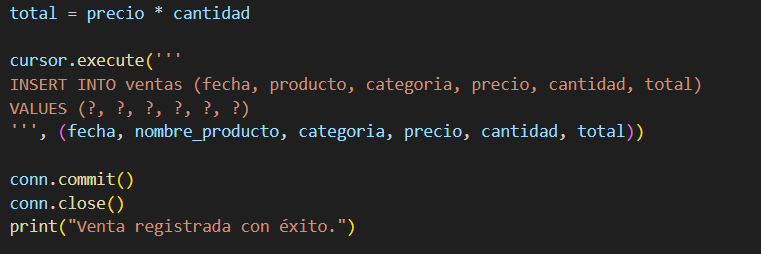 total = precio * cantidad
cursor.execute('''
INSERT INTO ventas (fecha, producto, categoria, precio, cantidad, total)
VALUES (?, ?, ?, ?, ?, ?)
''', (fecha, nombre_producto, categoria, precio, cantidad, total))
conn.commit()
conn.close()
print("Venta registrada con éxito.")